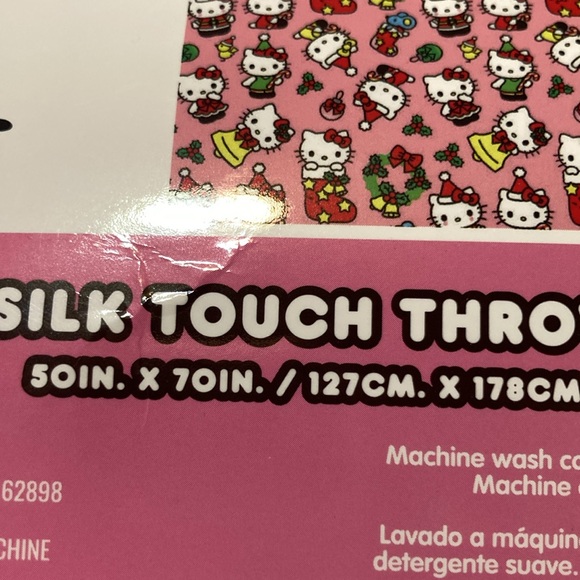 SILK TOUCH THRO
50IN. X 70IN. / 127CM. X 178CM
Machine wash
Machine
62898
CHINE
Lavado a máquin
detergente suave.